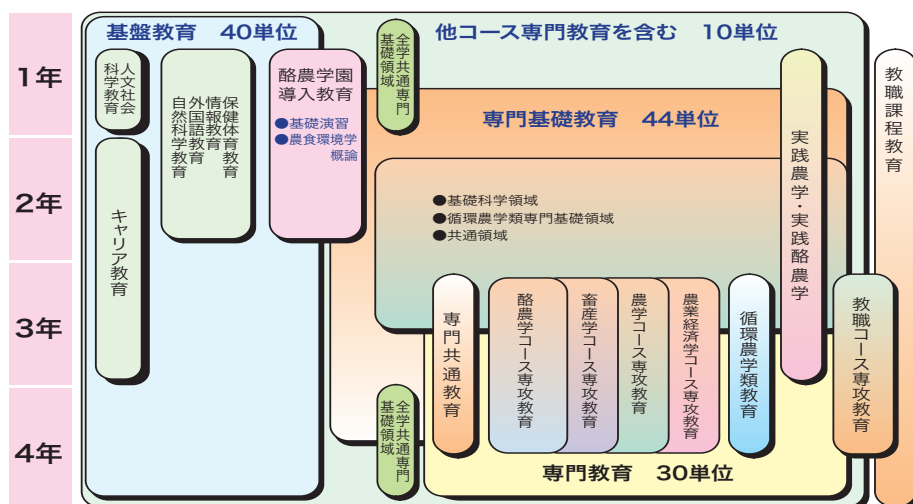 1年
2年
3年
4年
基盤教育 40単位
人文社会
科学教育
キャリア教育
保健体育教育
情報教育
外国語教育
自然科学教育
酪農学園
導入教育
●基礎演習
●農食環境学
概論
全学共通専門
基礎領域
他コース専門教育を含む 10単位
専門基礎教育 44単位
●基礎科学領域
●循環農学類専門基礎領域
●共通領域
実践農学・実践酪農学
教職課程教育
専門共通教育
酪農学コース専攻教育
畜産学コース専攻教育
農学コース専攻教育
農業経済学コース専攻教育
循環農学類教育
教職コース専攻教育
全学共通専門
基礎領域
専門教育 30単位